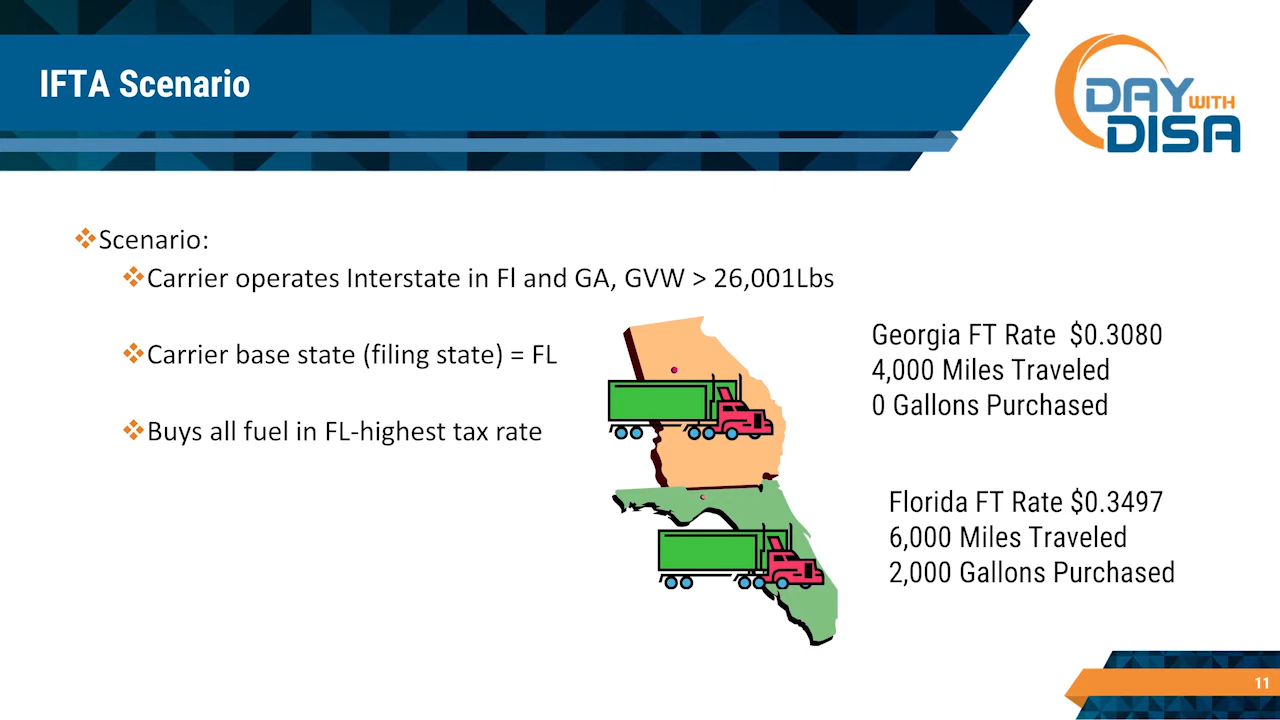 IFTA Scenario
DAY WITH
DISA
Scenario:
Carrier operates Interstate in Fl and GA, GVW > 26,001Lbs
Carrier base state (filing state) = FL
Buys all fuel in FL-highest tax rate
Georgia FT Rate $0.3080
4,000 Miles Traveled
0 Gallons Purchased
Florida FT Rate $0.3497
6,000 Miles Traveled
2,000 Gallons Purchased
11